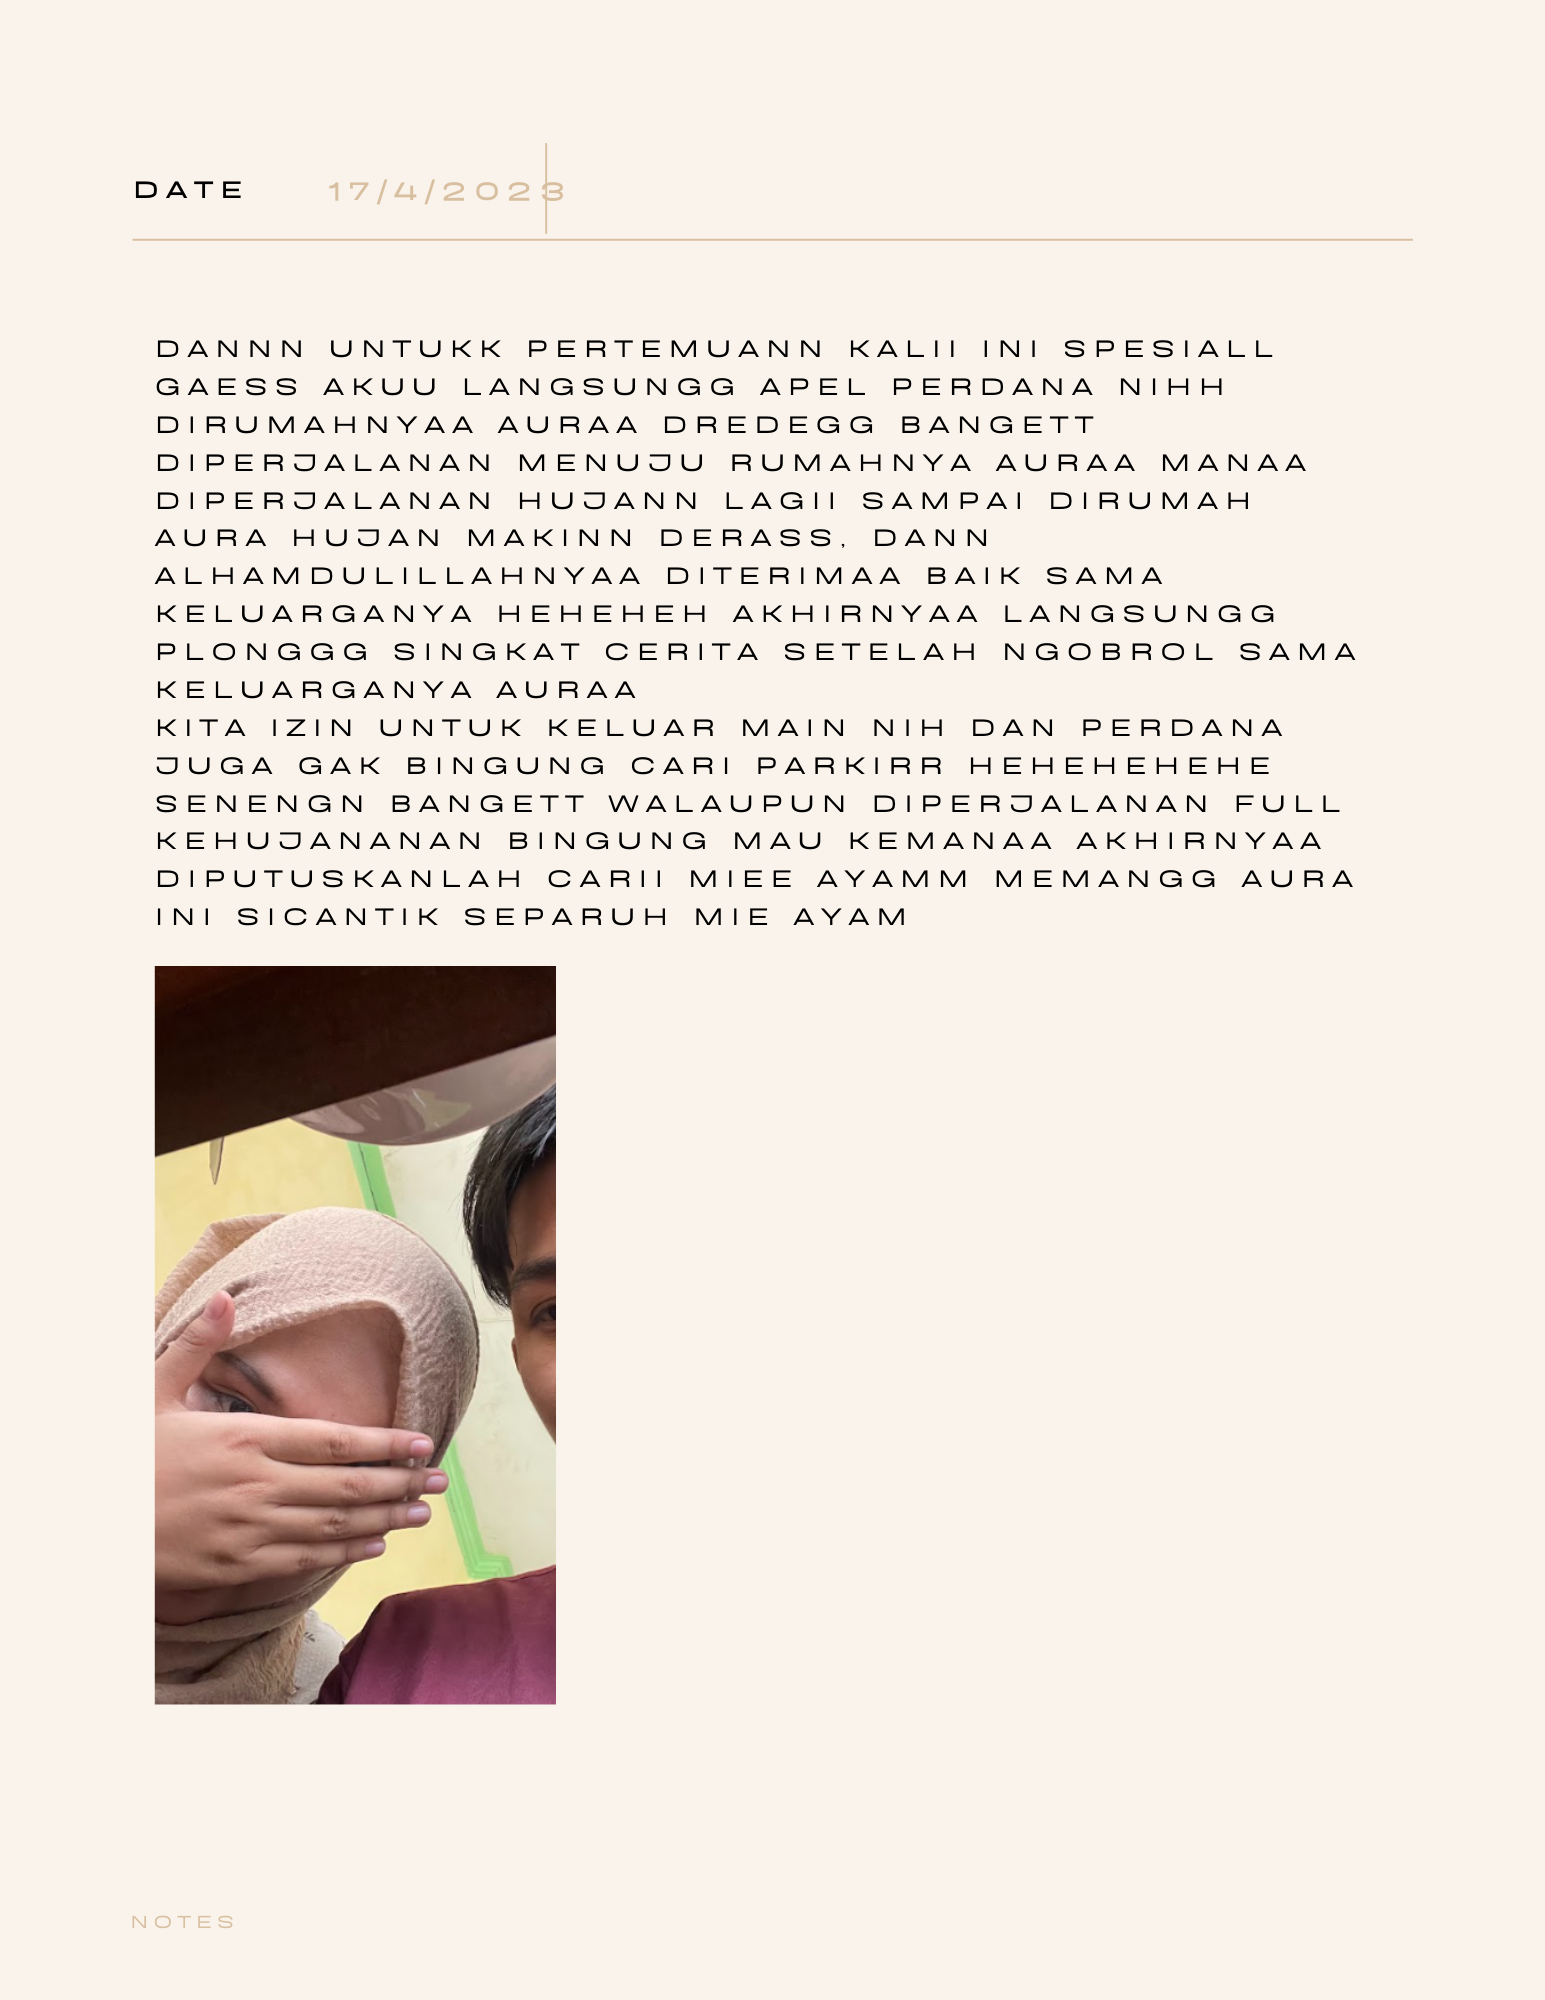 DATE 17/4/2023
DANNN UNTUKK PERTEMUANN KALII INI SPESIALL
GAESS AKUU LANGSUNGG APEL PERDANA NIHH
DIRUMAHNYAA AURAA DREDEGG BANGETT
DIPERJALANAN MENUJU RUMAHNYA AURAA MANAA
DIPERJALANAN HUJANN LAGII SAMPAI DIRUMAH
AURA HUJAN MAKINN DERASS, DANN
ALHAMDULILLAHNYAA DITERIMAA BAIK SAMA
KELUARGANYA HEHEHEH AKHIRNYAA LANGSUNGG
PLONGGG SINGKAT CERITA SETELAH NGOBROL SAMA
KELUARGANYA AURAA
KITA IZIN UNTUK KELUAR MAIN NIH DAN PERDANA
JUGA GAK BINGUNG CARI PARKIRR HEHEHEHEHE
SENENGN BANGETT WALAUPUN DIPERJALANAN FULL
KEHUJANANAN BINGUNG MAU KEMANAA AKHIRNYAA
DIPUTUSKANLAH CARII MIEE AYAMM MEMANGG AURA
INI SICANTIK SEPARUH MIE AYAM
NOTES